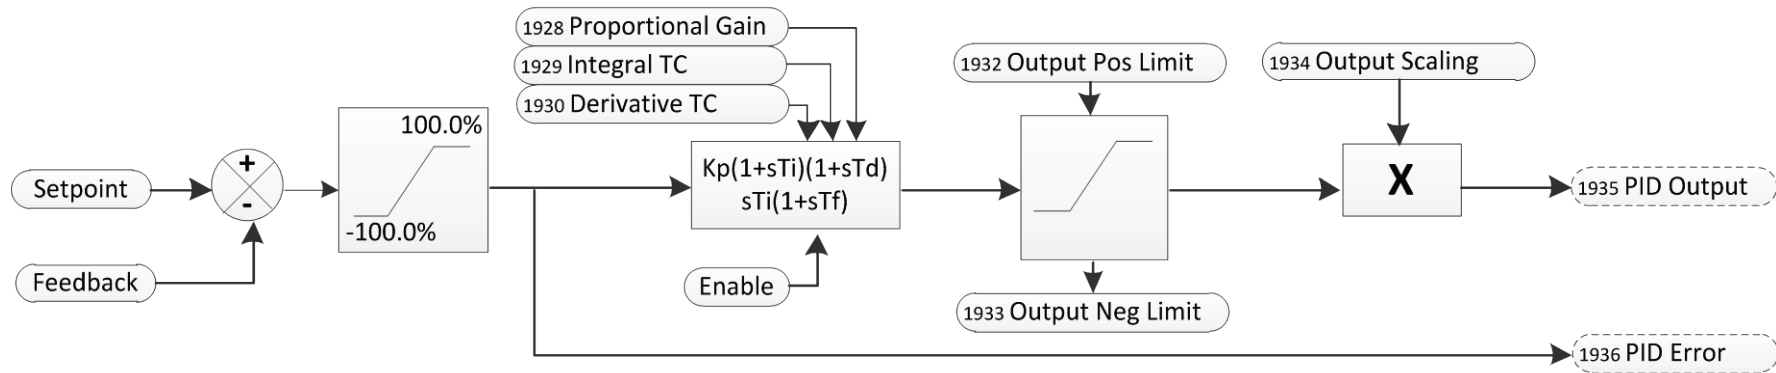 1928 Proportional Gain
1929 Integral TC
1930 Derivative TC
1932 Output Pos Limit
1934 Output Scaling
100.0%
-100.0%
Setpoint
+
-
Feedback
Kp(1+sTi)(1+sTd)
sTi(1+sTf)
Enable
1933 Output Neg Limit
X
1935 PID Output
1936 PID Error